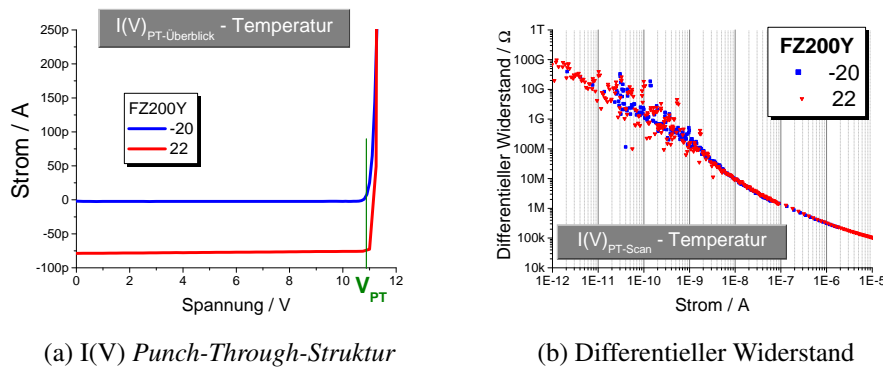 I(V)PT-Überblick - Temperatur
Strom / A
250p
200p
150p
100p
50p
0
-50p
-100p
FZ200Y
-20
22
0 2 4 6 8 10 12
VPT
Spannung / V
(a) I(V) Punch-Through-Struktur
Differentieller Widerstand / Ω
1T
100G
10G
1G
100M
10M
1M
100k
10k
FZ200Y
-20
22
I(V)PT-Scan - Temperatur
1E-12 1E-11 1E-10 1E-9 1E-8 1E-7 1E-6 1E-5
Strom / A
(b) Differentieller Widerstand